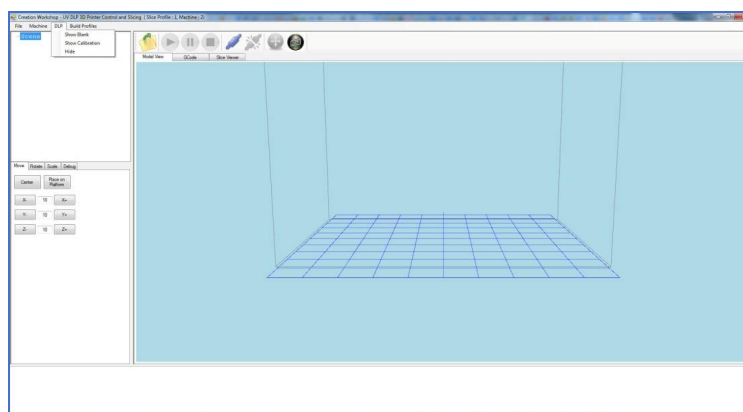 Creation Workshop - UV DLP 3D Printer Control and Slicing ( Slice Profile : 1, Machine : 2)
File Machine DLP Build Profiles
Show Blank
Show Calibration
Hide
Scene
Model View GCode Slice Viewer
Move Rotate Scale Debug
Center Place on Platform
X- 10 X+
Y- 10 Y+
Z- 10 Z+